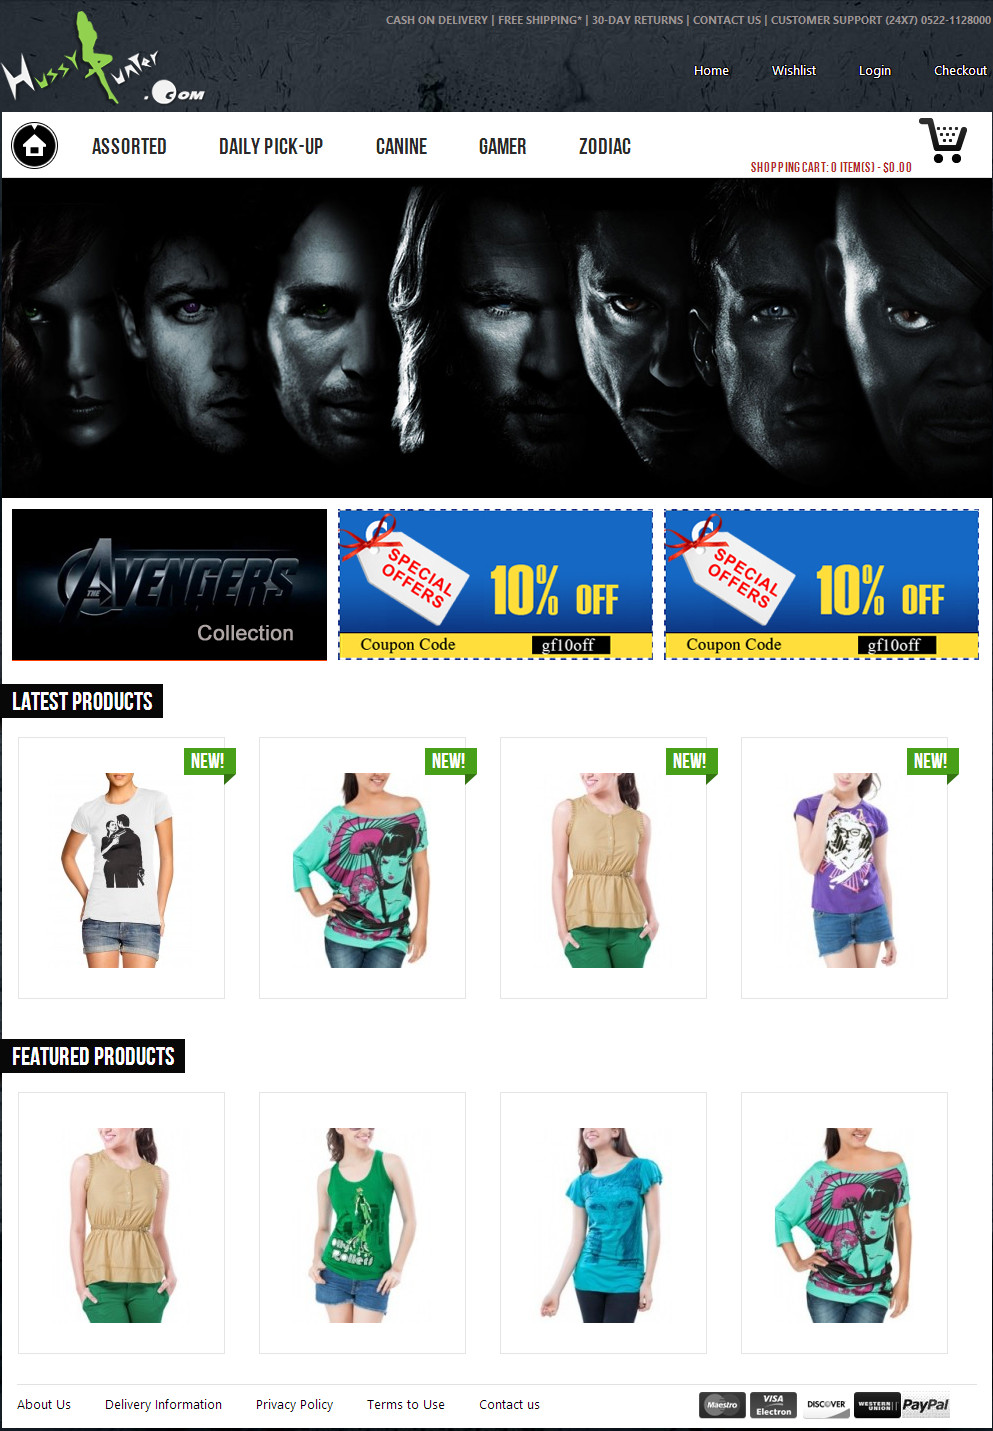 CASH ON DELIVERY | FREE SHIPPING* | 30-DAY RETURNS | CONTACT US | CUSTOMER SUPPORT (24X7) 0522-1128000
HussyHunter
.com
Home Wishlist Login Checkout
ASSORTED DAILY PICK-UP CANINE GAMER ZODIAC
SHOPPING CART: 0 ITEM(S) - $0.00
THE AVENGERS
Collection
SPECIAL OFFERS
10% OFF
Coupon Code gf10off
SPECIAL OFFERS
10% OFF
Coupon Code gf10off
LATEST PRODUCTS
NEW! NEW! NEW! NEW!
FEATURED PRODUCTS
About Us Delivery Information Privacy Policy Terms to Use Contact us
Maestro VISA Electron DISCOVER WESTERN UNION PayPal